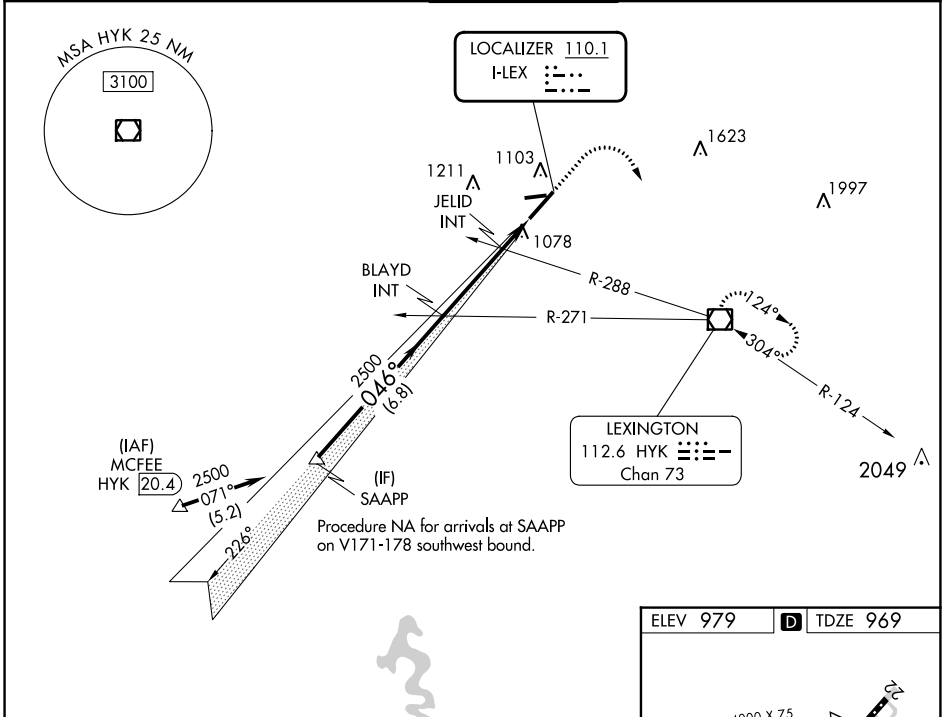 MSA HYK 25 NM
3100
LOCALIZER 110.1
I-LEX
1623
1211
1103
1997
JELID
INT
1078
BLAYD
INT
R-288
R-271
124°
304°
R-124
2500
046°
(6.8)
LEXINGTON
112.6 HYK
Chan 73
2049
(IAF)
MCFEE
HYK 20.4
2500
071°
(5.2)
(IF)
SAAPP
Procedure NA for arrivals at SAAPP
on V171-178 southwest bound.
226°
ELEV 979 D TDZE 969
22